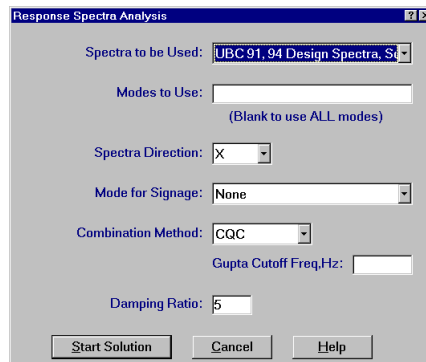 Response Spectra Analysis
Spectra to be Used: UBC 91, 94 Design Spectra, S
Modes to Use:
(Blank to use ALL modes)
Spectra Direction: X
Mode for Signage: None
Combination Method: CQC
Gupta Cutoff Freq,Hz:
Damping Ratio: 5
Start Solution Cancel Help